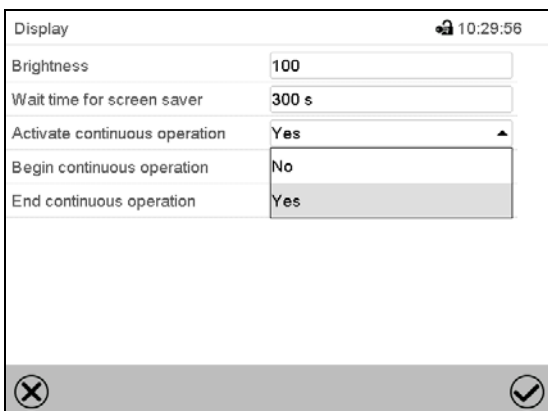 Display 10:29:56
Brightness 100
Wait time for screen saver 300 s
Activate continuous operation Yes
Begin continuous operation No
End continuous operation Yes